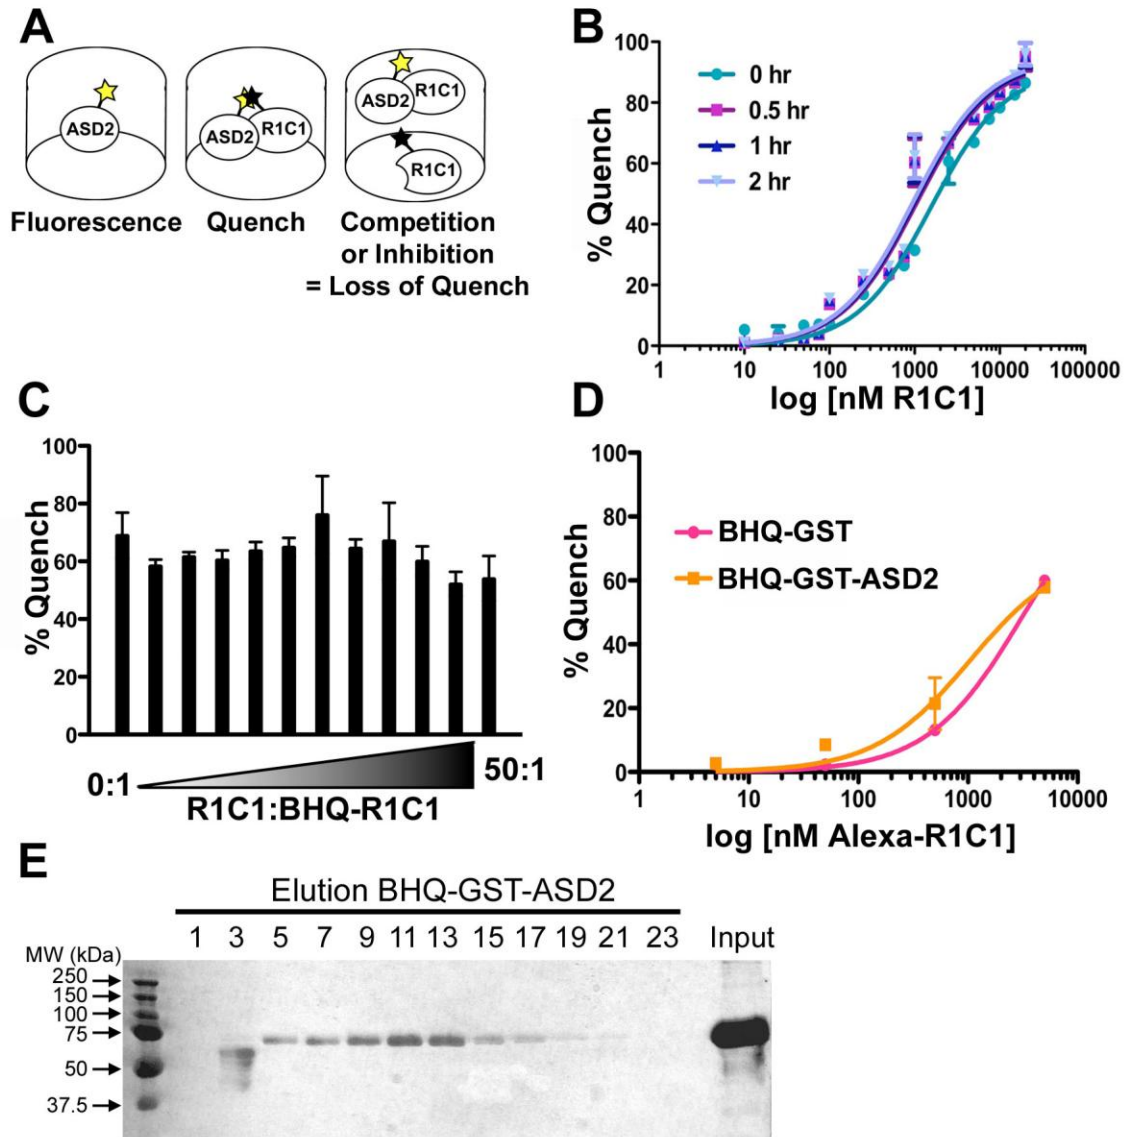 A
ASD2
ASD2
R1C1
ASD2
R1C1
R1C1
Fluorescence
Quench
Competition
or Inhibition
= Loss of Quench
B
% Quench
100
80
60
40
20
0
0 hr
0.5 hr
1 hr
2 hr
1
10
100
1000
10000
100000
log [nM R1C1]
C
% Quench
100
80
60
40
20
0
0:1
50:1
R1C1:BHQ-R1C1
D
% Quench
100
80
60
40
20
0
BHQ-GST
BHQ-GST-ASD2
1
10
100
1000
10000
log [nM Alexa-R1C1]
E
Elution BHQ-GST-ASD2
1 3 5 7 9 11 13 15 17 19 21 23 Input
MW (kDa)
250
150
100
75
50
37.5